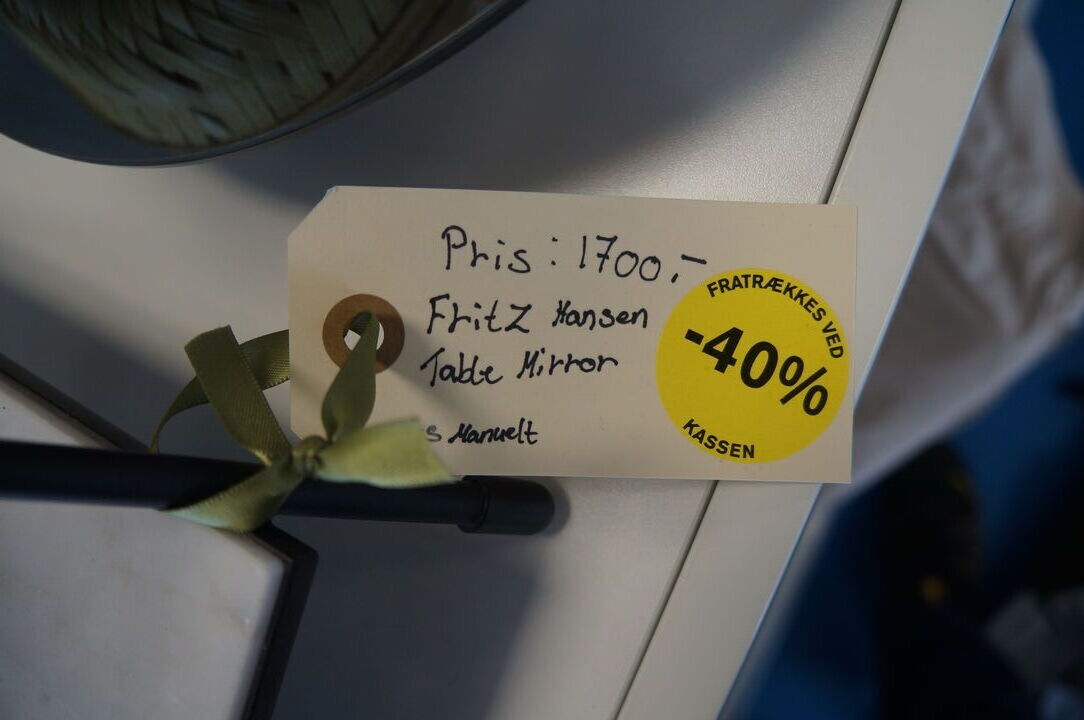 Pris : 1700,-
Fritz Hansen
Table Mirror
s Manuelt
FRATRÆKKES VED
-40%
KASSEN